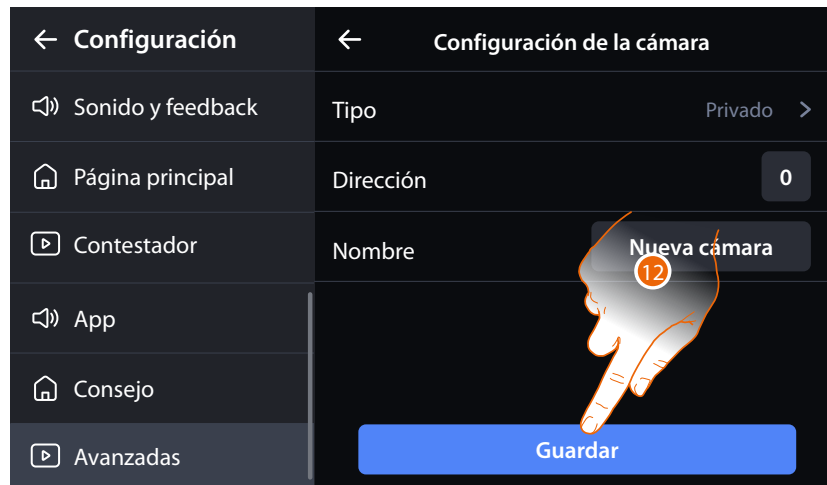 Configuración
Sonido y feedback
Página principal
Contestador
App
Consejo
Avanzadas
Configuración de la cámara
Tipo
Privado
Dirección
0
Nombre
Nueva cámara
12
Guardar